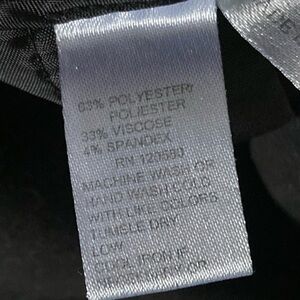 63% POLYESTER/
POLIESTER
33% VISCOSE
4% SPANDEX
MACHINE WASH OR
HAND WASH COLD
WITH LIKE COLORS
TUMBLE DRY
LOW
COOL IRON IF